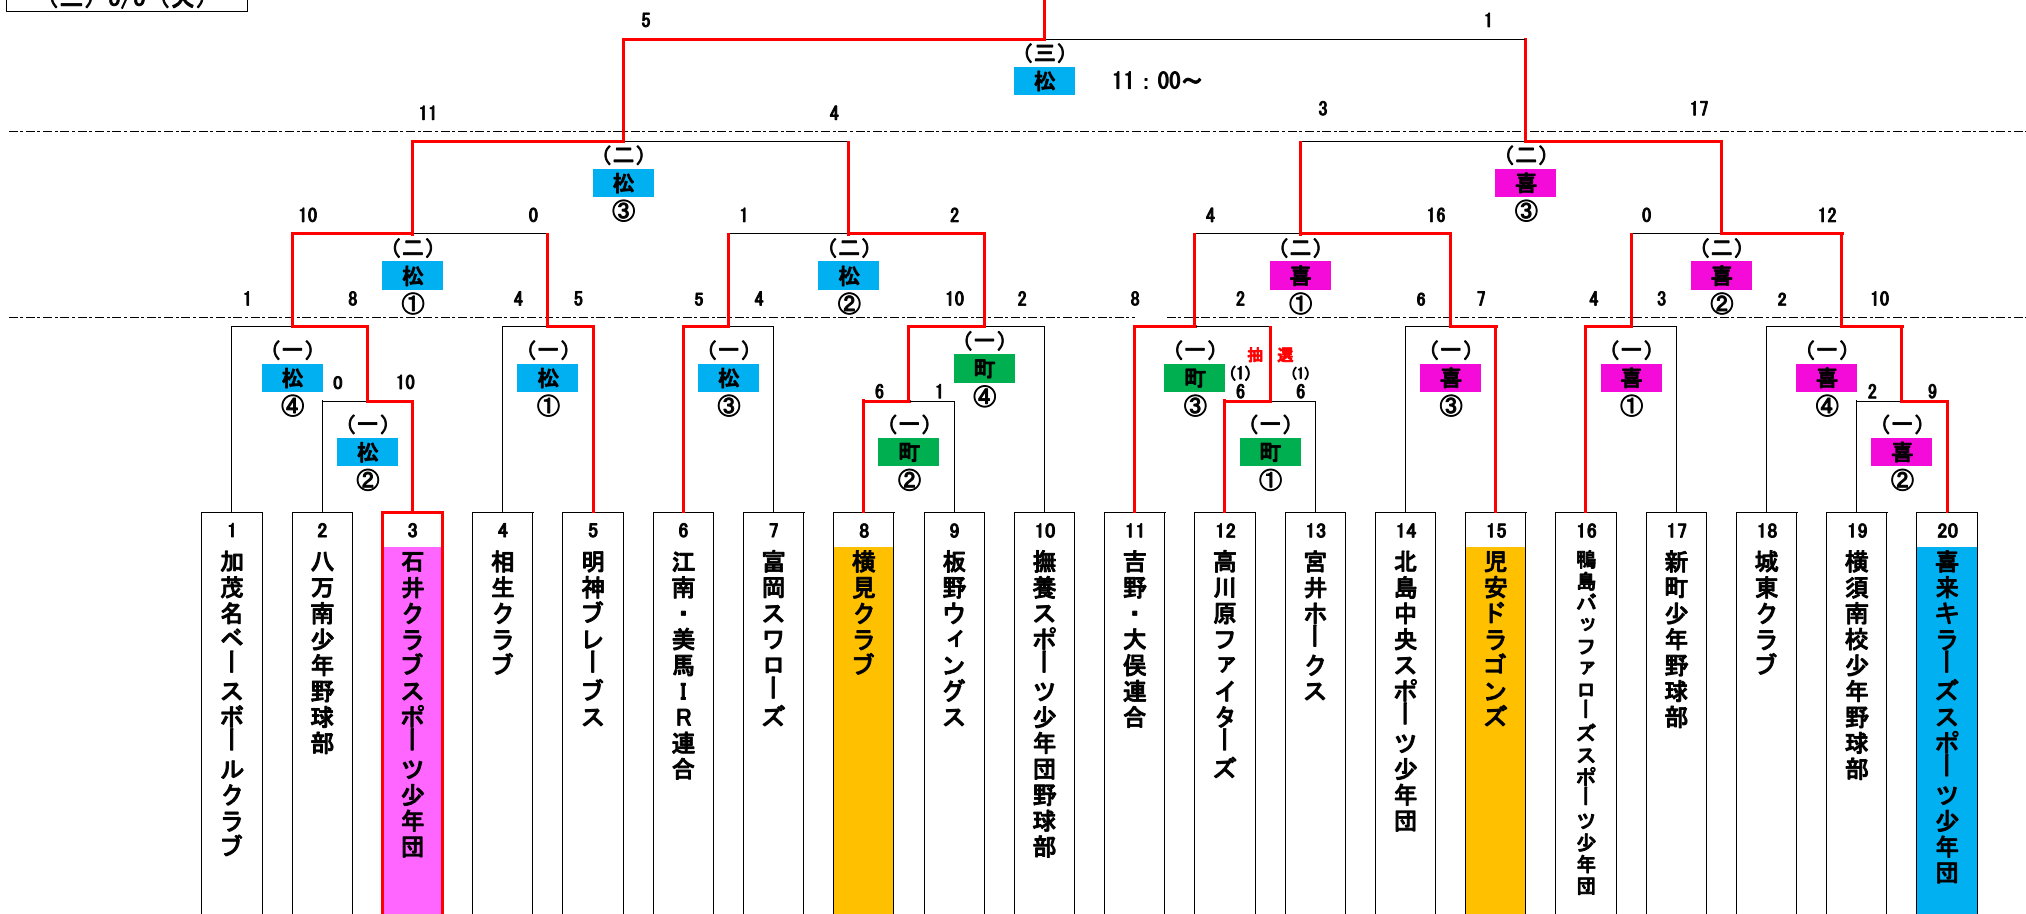 5 1
(三)
松 11:00～
11 4 3 17
(二) (二)
松 喜
③ ③
10 0 1 2 4 16 0 12
(二) (二) (二) (二)
松 松 喜 喜
① ② ① ②
1 8 4 5 5 4 10 2 8 2 6 7 4 3 2 10
(一) (一) (一) (一) (一) 抽 選 (一) (一) (一)
松 松 松 町 町 喜 喜 喜
④ ① ③ ④ ③ ③ ① ④
0 10 6 1 (1) (1) 2 9
6 6
(一) (一) (一) (一)
松 町 町 喜
② ② ① ②
1 加茂名ベースボールクラブ
2 八万南少年野球部
3 石井クラブスポーツ少年団
4 相生クラブ
5 明神ブレーブス
6 江南・美馬ＩＲ連合
7 富岡スワローズ
8 横見クラブ
9 板野ウィングス
10 撫養スポーツ少年団野球部
11 吉野・大俣連合
12 高川原ファイターズ
13 宮井ホークス
14 北島中央スポーツ少年団
15 児安ドラゴンズ
16 鴨島バッファローズスポーツ少年団
17 新町少年野球部
18 城東クラブ
19 横須南校少年野球部
20 喜来キラーズスポーツ少年団